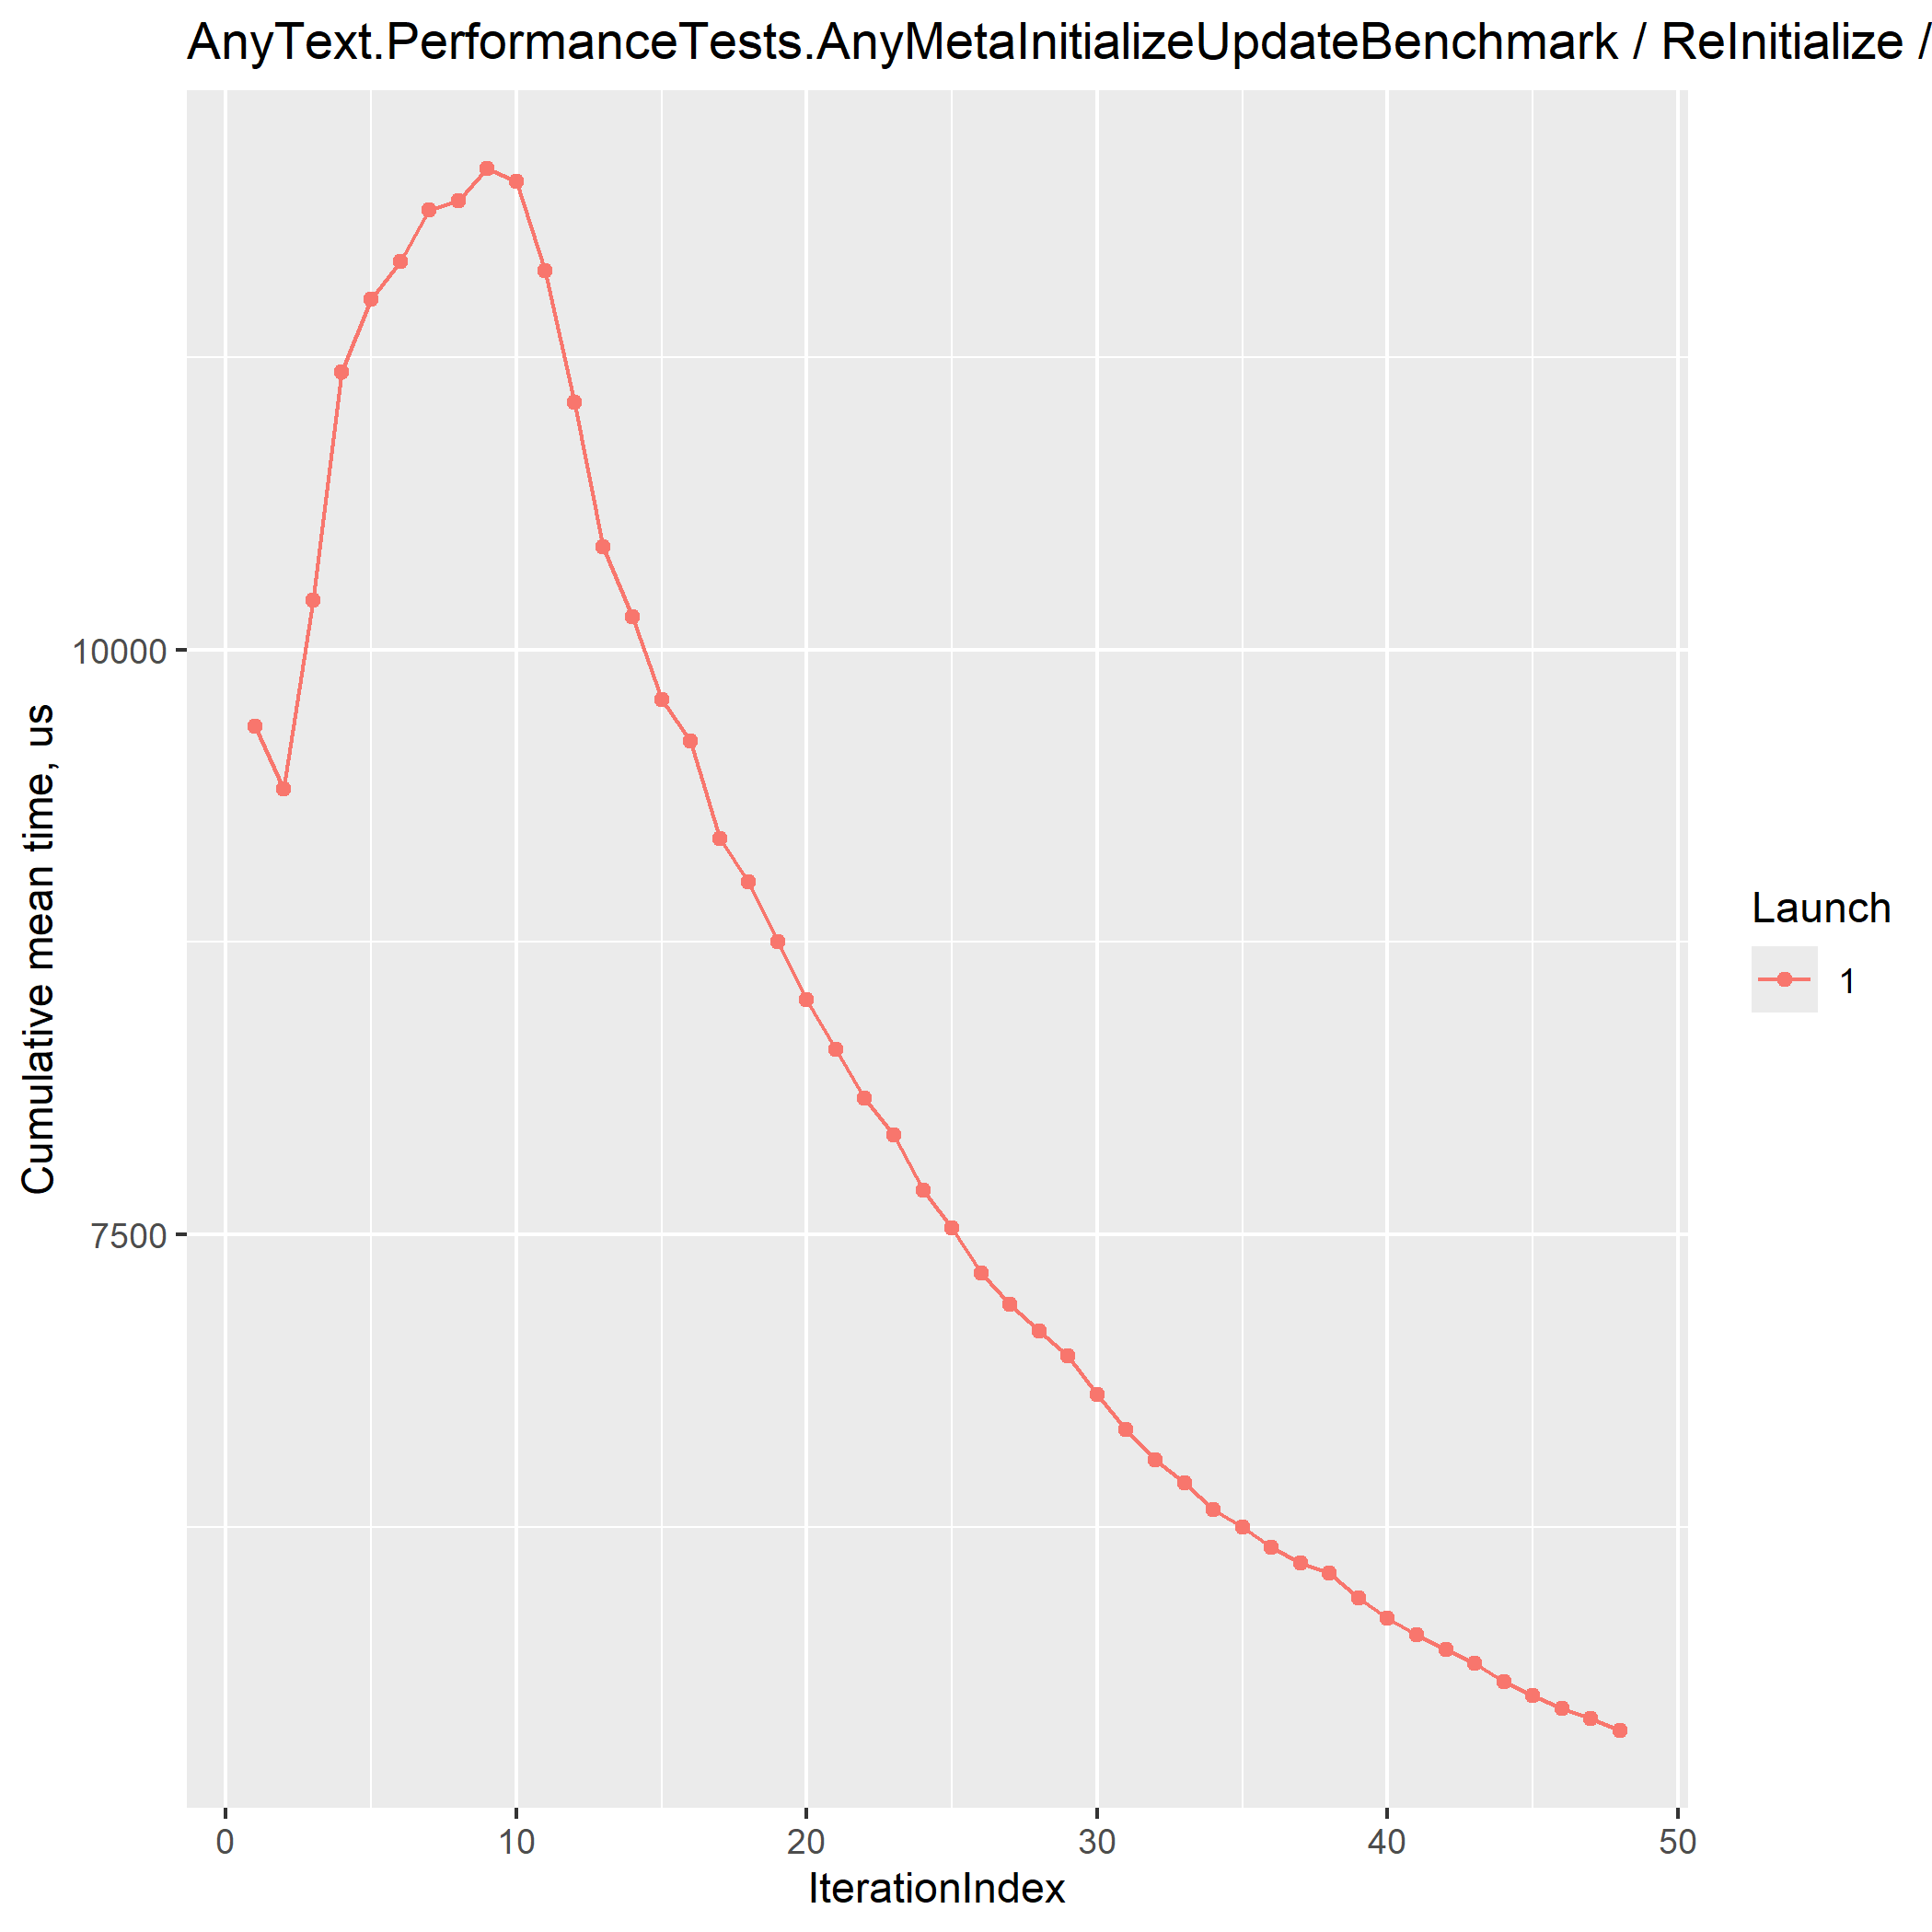 AnyText.PerformanceTests.AnyMetaInitializeUpdateBenchmark / ReInitialize /
10000
7500
Cumulative mean time, us
0 10 20 30 40 50
IterationIndex
Launch
1